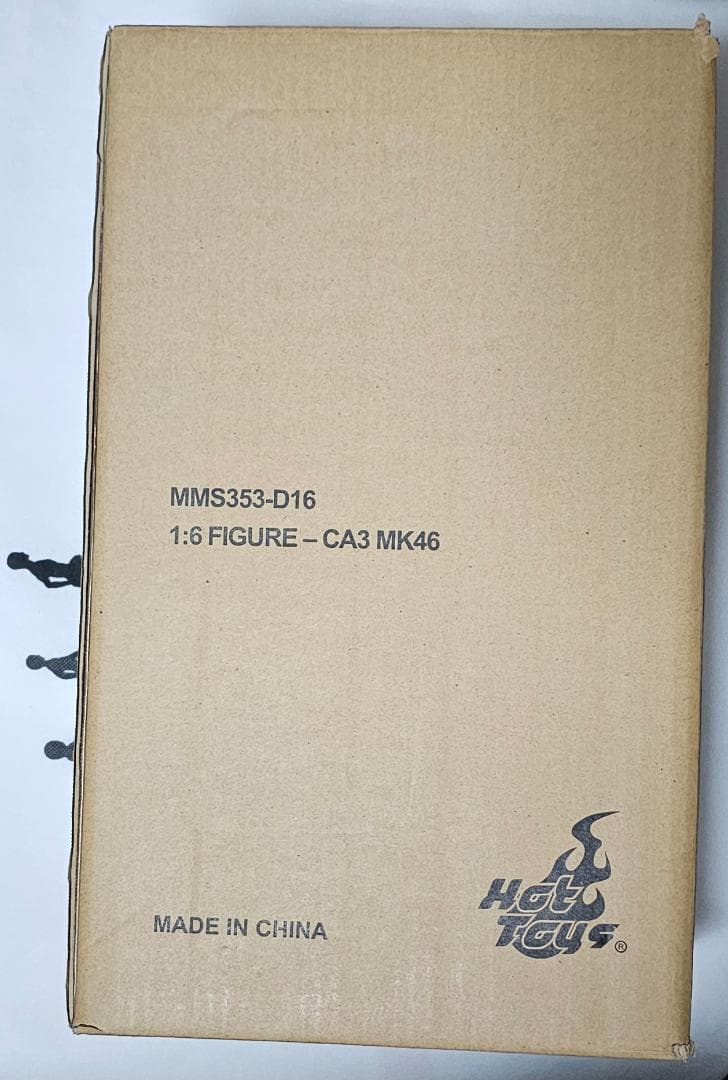 MMS353-D16
1:6 FIGURE – CA3 MK46
MADE IN CHINA
Hot
Toys®